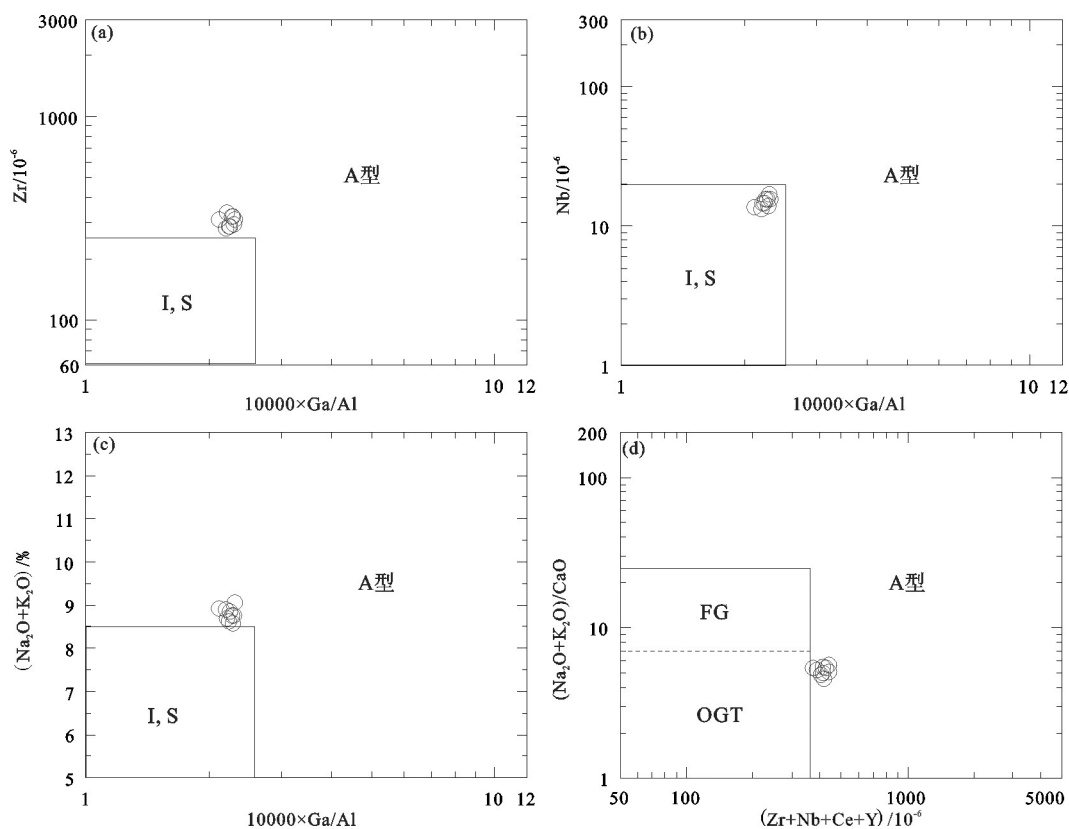 (a)
3000
1000
100
60
Zr/10⁻⁶
A型
I, S
1
10
12
10000×Ga/Al
(b)
300
100
10
1
Nb/10⁻⁶
A型
I, S
1
10
12
10000×Ga/Al
(c)
13
12
11
10
9
8
7
6
5
(Na₂O+K₂O)/%
A型
I, S
1
10
12
10000×Ga/Al
(d)
200
100
10
1
(Na₂O+K₂O)/CaO
A型
FG
OGT
50
100
1000
5000
(Zr+Nb+Ce+Y)/10⁻⁶